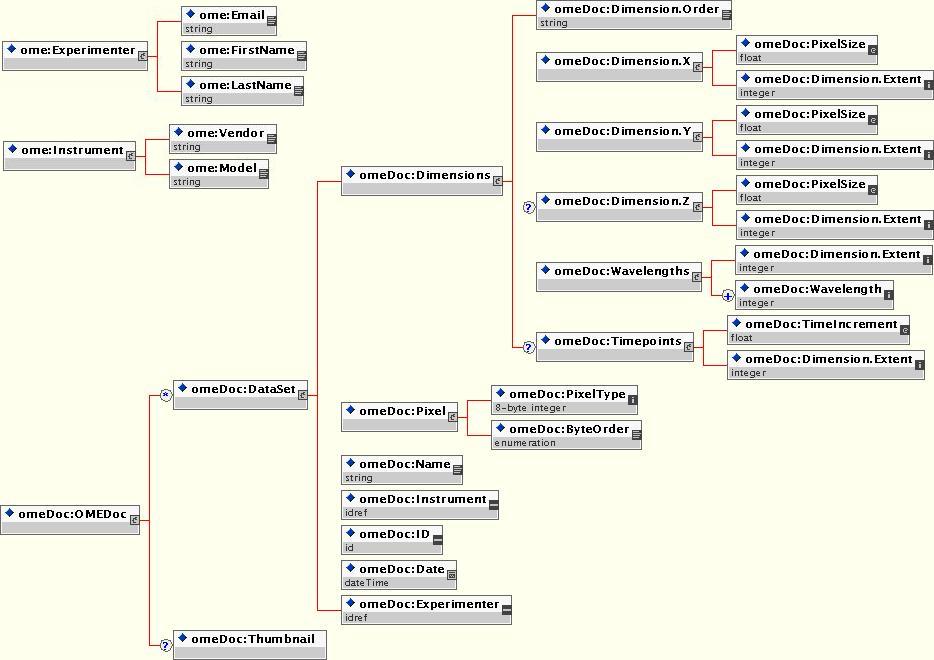 ome:Experimenter
ome:Email
string
ome:FirstName
string
ome:LastName
string
ome:Instrument
ome:Vendor
string
ome:Model
string
omeDoc:OMEDoc
*
omeDoc:DataSet
?
omeDoc:Thumbnail
omeDoc:Dimensions
omeDoc:Dimension.Order
string
omeDoc:Dimension.X
omeDoc:PixelSize
float
omeDoc:Dimension.Extent
integer
omeDoc:Dimension.Y
omeDoc:PixelSize
float
omeDoc:Dimension.Extent
integer
?
omeDoc:Dimension.Z
omeDoc:PixelSize
float
omeDoc:Dimension.Extent
integer
omeDoc:Wavelengths
omeDoc:Dimension.Extent
integer
+
omeDoc:Wavelength
integer
?
omeDoc:Timepoints
omeDoc:TimeIncrement
float
omeDoc:Dimension.Extent
integer
omeDoc:Pixel
omeDoc:PixelType
8-byte integer
omeDoc:ByteOrder
enumeration
omeDoc:Name
string
omeDoc:Instrument
idref
omeDoc:ID
id
omeDoc:Date
dateTime
omeDoc:Experimenter
idref